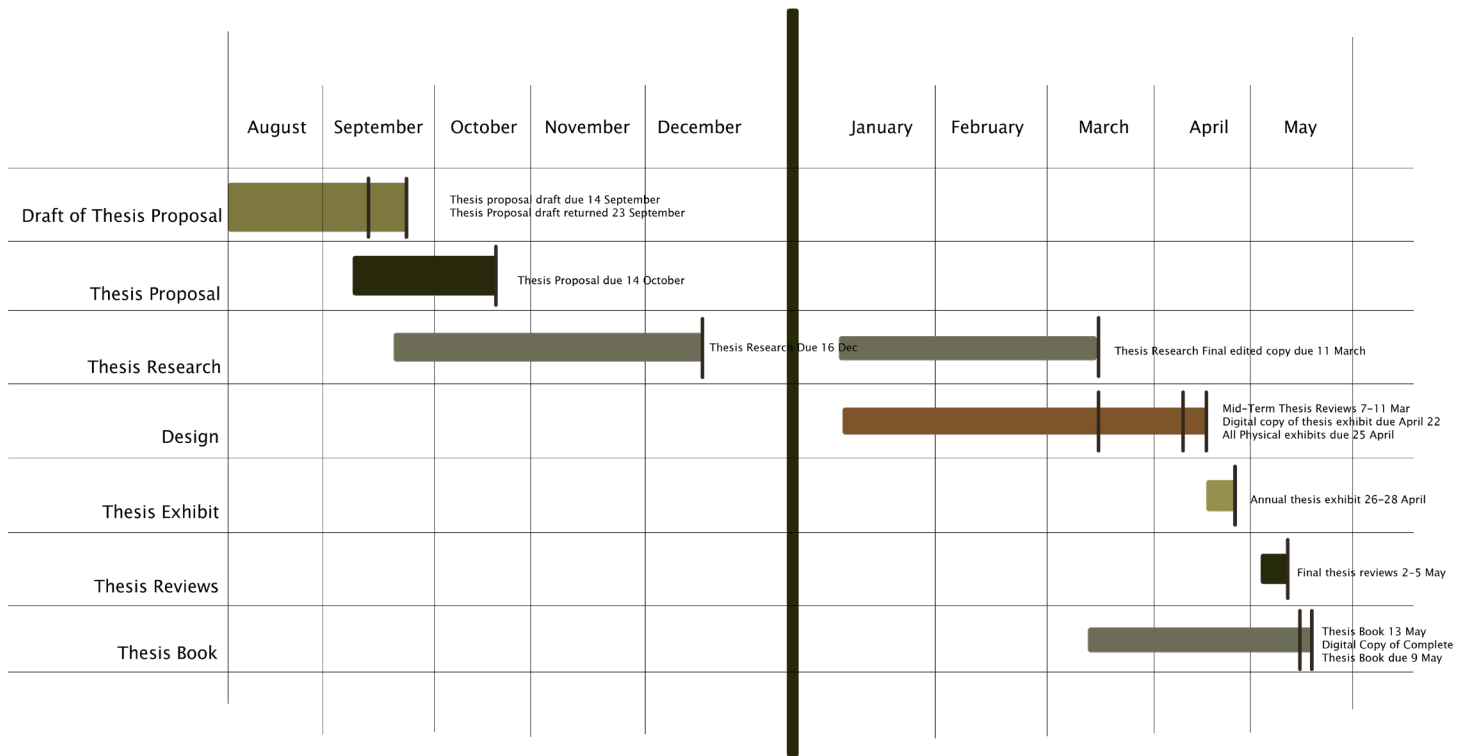 August
September
October
November
December
January
February
March
April
May
Draft of Thesis Proposal
Thesis proposal draft due 14 September
Thesis Proposal draft returned 23 September
Thesis Proposal
Thesis Proposal due 14 October
Thesis Research
Thesis Research Due 16 Dec
Thesis Research Final edited copy due 11 March
Design
Mid-Term Thesis Reviews 7-11 Mar
Digital copy of thesis exhibit due April 22
All Physical exhibits due 25 April
Thesis Exhibit
Annual thesis exhibit 26-28 April
Thesis Reviews
Final thesis reviews 2-5 May
Thesis Book
Thesis Book 13 May
Digital Copy of Complete
Thesis Book due 9 May